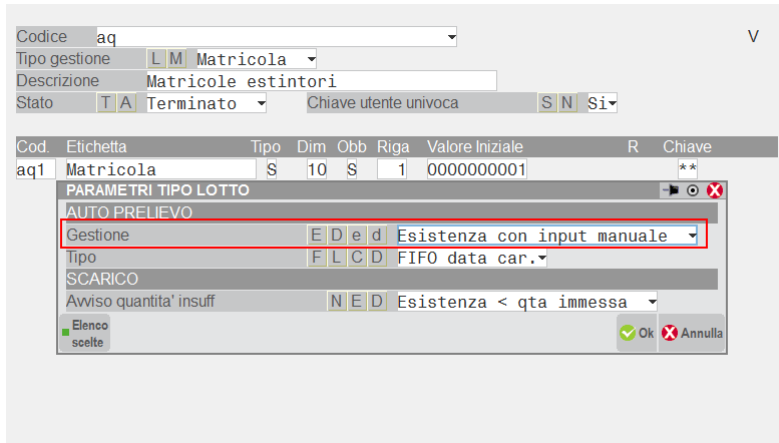 Codice aq V
Tipo gestione L M Matricola
Descrizione Matricole estintori
Stato T A Terminato Chiave utente univoca S N Si
Cod. Etichetta Tipo Dim Obb Riga Valore Iniziale R Chiave
aq1 Matricola S 10 S 1 0000000001 **
PARAMETRI TIPO LOTTO
AUTO PRELIEVO
Gestione E D e d Esistenza con input manuale
Tipo F L C D FIFO data car.
SCARICO
Avviso quantita' insuff N E D Esistenza < qta immessa
Elenco scelte Ok Annulla